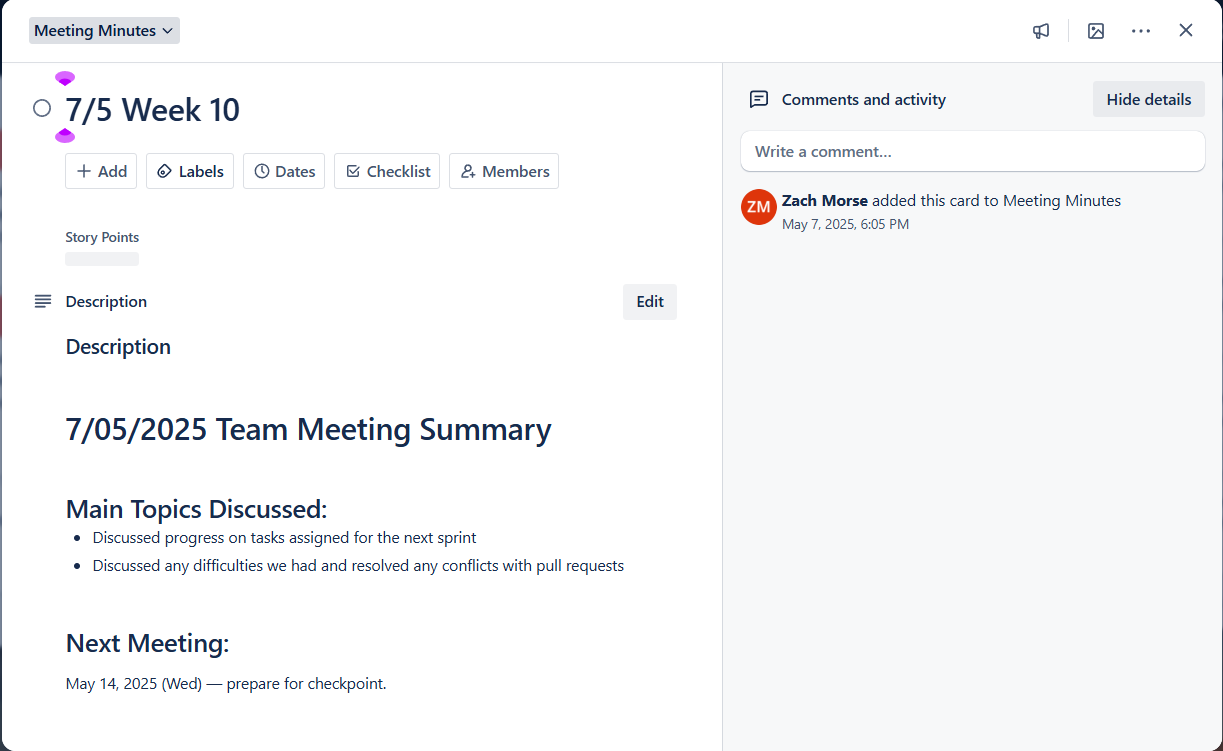 Meeting Minutes
7/5 Week 10
Add
Labels
Dates
Checklist
Members
Story Points
Description
Edit
Description
7/05/2025 Team Meeting Summary
Main Topics Discussed:
• Discussed progress on tasks assigned for the next sprint
• Discussed any difficulties we had and resolved any conflicts with pull requests
Next Meeting:
May 14, 2025 (Wed) — prepare for checkpoint.
Comments and activity
Hide details
Write a comment...
ZM
Zach Morse added this card to Meeting Minutes
May 7, 2025, 6:05 PM